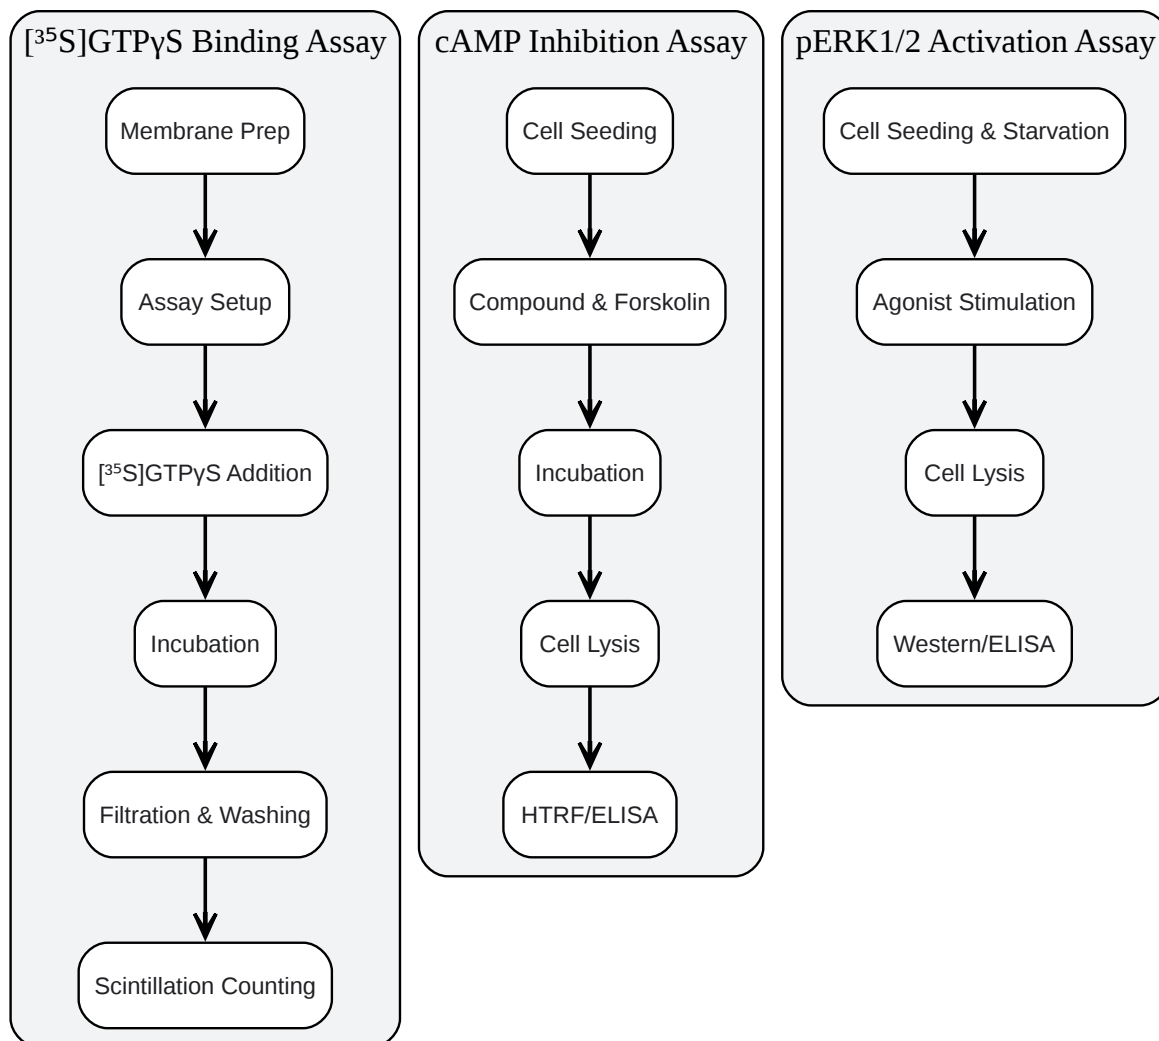 [³⁵S]GTPγS Binding Assay
Membrane Prep
Assay Setup
[³⁵S]GTPγS Addition
Incubation
Filtration & Washing
Scintillation Counting
cAMP Inhibition Assay
Cell Seeding
Compound & Forskolin
Incubation
Cell Lysis
HTRF/ELISA
pERK1/2 Activation Assay
Cell Seeding & Starvation
Agonist Stimulation
Cell Lysis
Western/ELISA